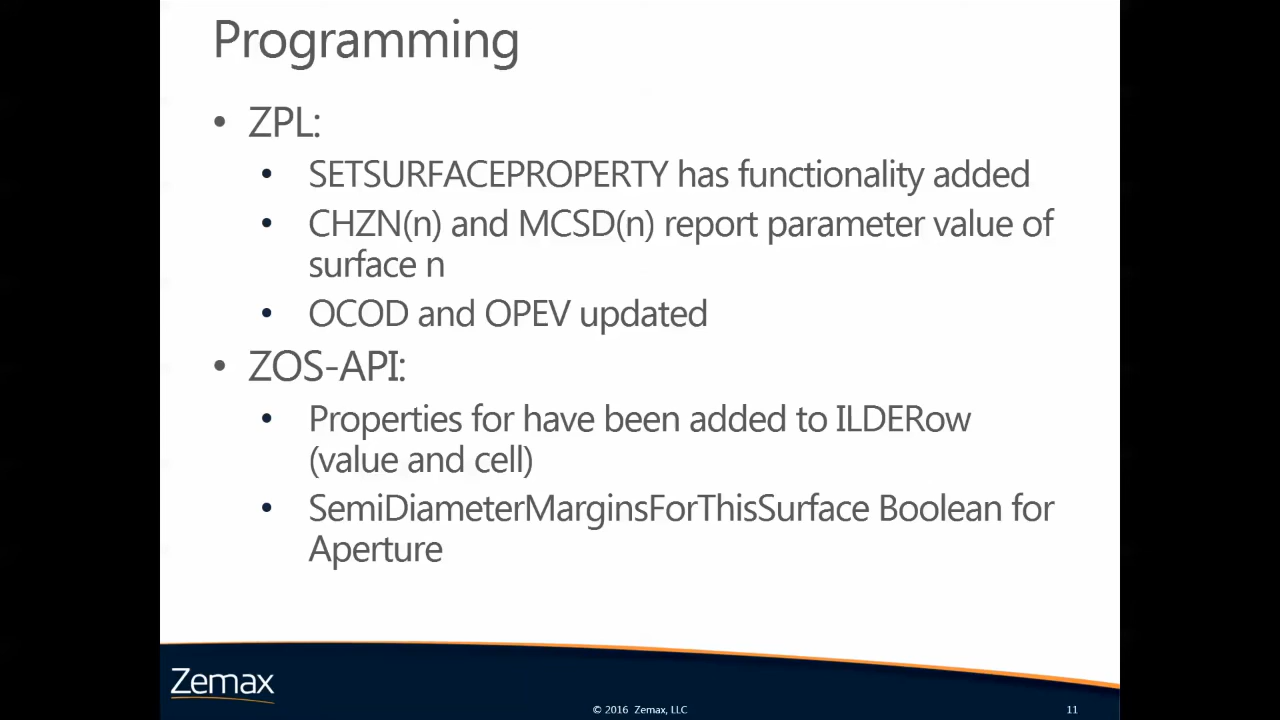 Programming
• ZPL:
• SETSURFACEPROPERTY has functionality added
• CHZN(n) and MCSD(n) report parameter value of
surface n
• OCOD and OPEV updated
• ZOS-API:
• Properties for have been added to ILDERow
(value and cell)
• SemiDiameterMarginsForThisSurface Boolean for
Aperture
Zemax
© 2016 Zemax, LLC
11